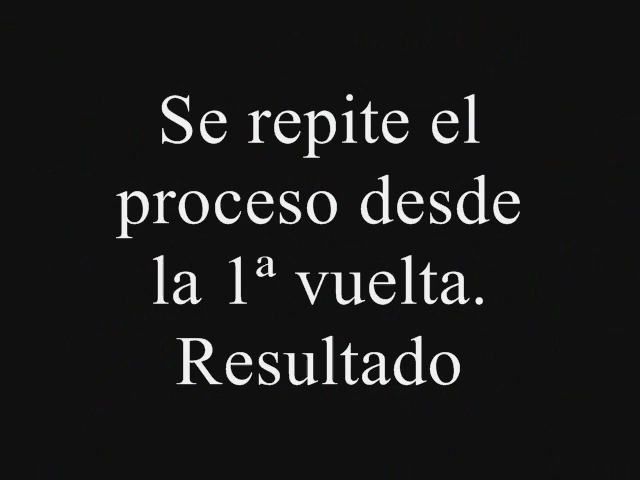 Se repite el
proceso desde
la 1ª vuelta.
Resultado